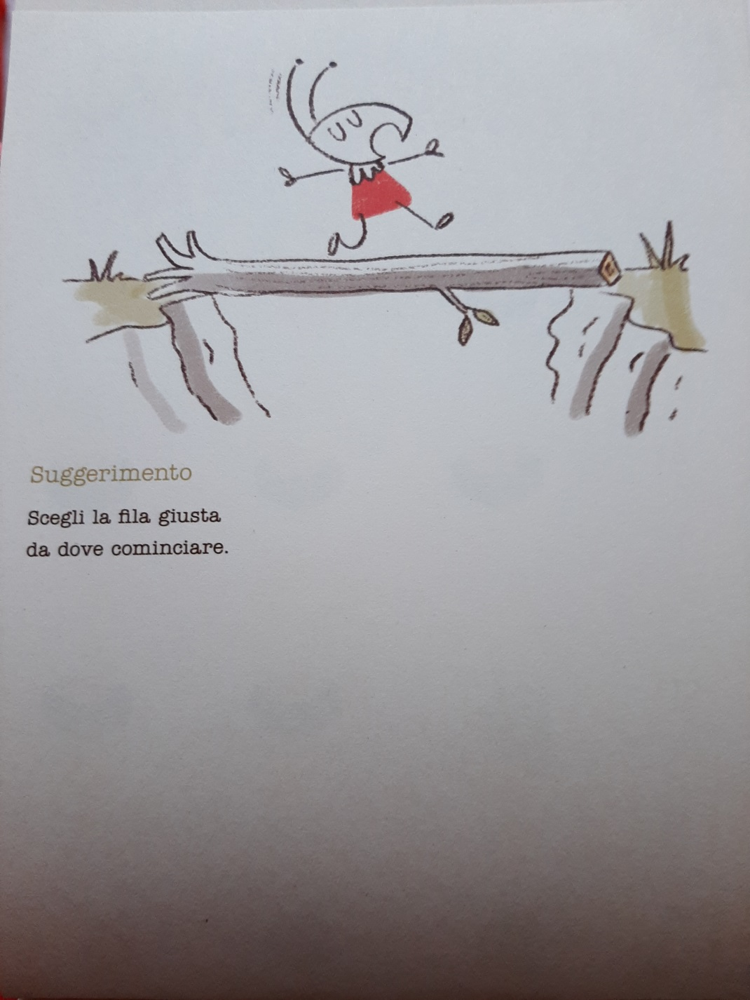 Suggerimento
Scegli la fila giusta
da dove cominciare.